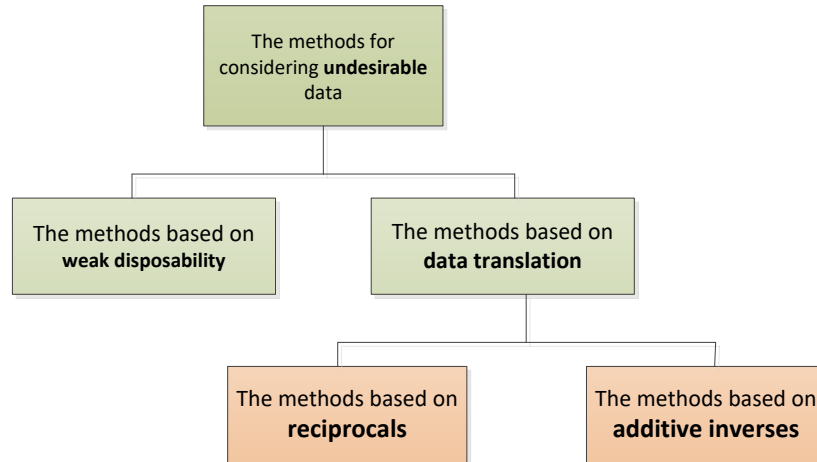 The methods for
considering undesirable
data
The methods based on
weak disposability
The methods based on
data translation
The methods based on
reciprocals
The methods based on
additive inverses